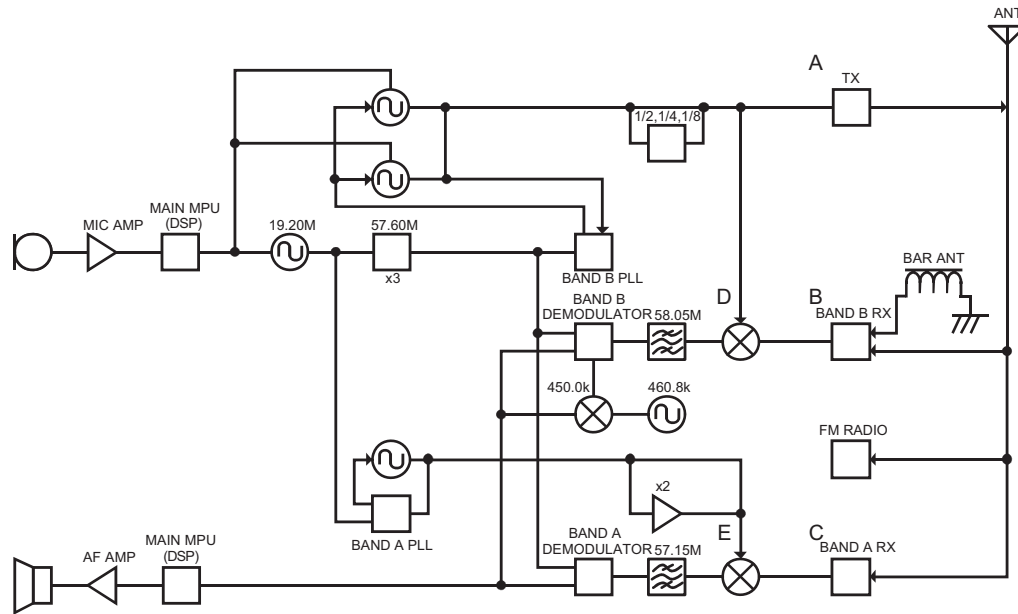 ANT
A
TX
1/2,1/4,1/8
MAIN MPU
(DSP)
MIC AMP
19.20M
57.60M
x3
BAND B PLL
BAR ANT
BAND B
DEMODULATOR
58.05M
D
B
BAND B RX
450.0k
460.8k
FM RADIO
x2
BAND A PLL
BAND A
DEMODULATOR
57.15M
E
C
BAND A RX
MAIN MPU
(DSP)
AF AMP